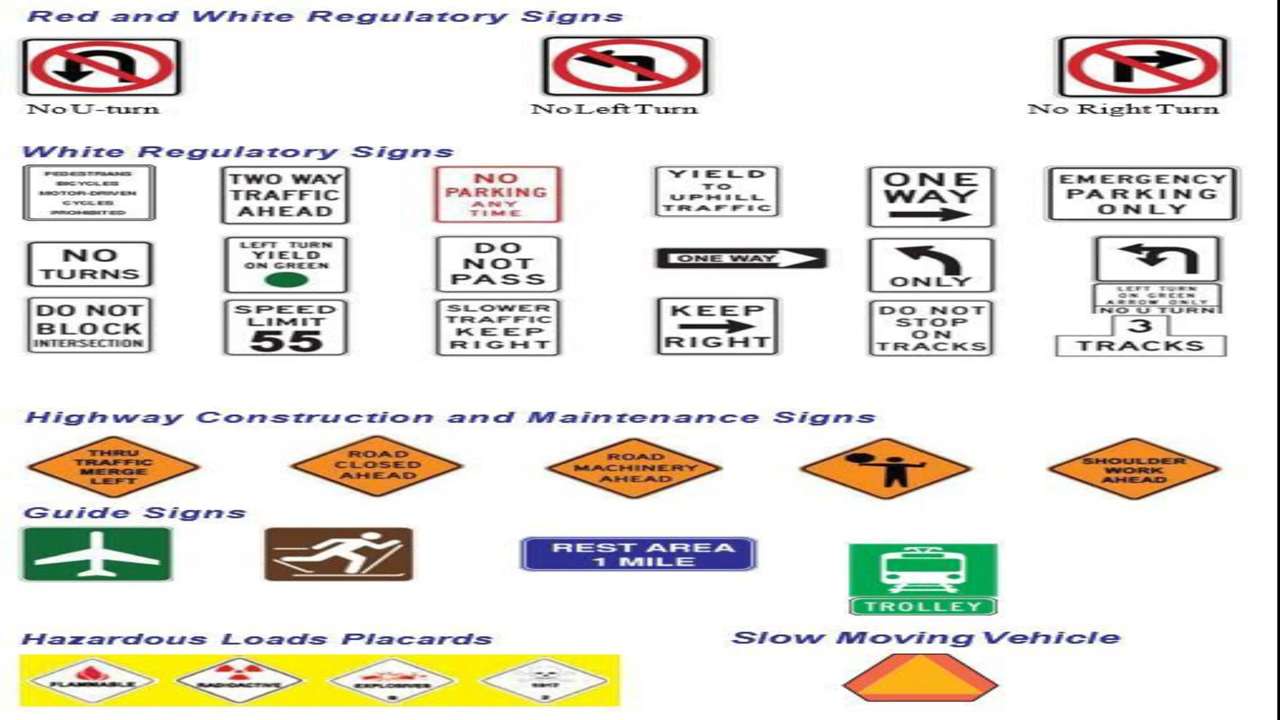 Red and White Regulatory Signs
No U-turn
No Left Turn
No Right Turn
White Regulatory Signs
PEDESTRIANS
BICYCLES
MOTOR-DRIVEN
CYCLES
PROHIBITED
TWO WAY
TRAFFIC
AHEAD
NO
PARKING
ANY
TIME
YIELD
TO
UPHILL
TRAFFIC
ONE
WAY
EMERGENCY
PARKING
ONLY
NO
TURNS
LEFT TURN
YIELD
ON GREEN
DO
NOT
PASS
ONE WAY
ONLY
LEFT TURN
ON GREEN
ARROW ONLY
NO U TURN
DO NOT
BLOCK
INTERSECTION
SPEED
LIMIT
55
SLOWER
TRAFFIC
KEEP
RIGHT
KEEP
RIGHT
DO NOT
STOP
ON
TRACKS
3
TRACKS
Highway Construction and Maintenance Signs
THRU
TRAFFIC
MERGE
LEFT
ROAD
CLOSED
AHEAD
ROAD
MACHINERY
AHEAD
SHOULDER
WORK
AHEAD
Guide Signs
REST AREA
1 MILE
TROLLEY
Hazardous Loads Placards
Slow Moving Vehicle
FLAMMABLE
RADIOACTIVE
EXPLOSIVES
2